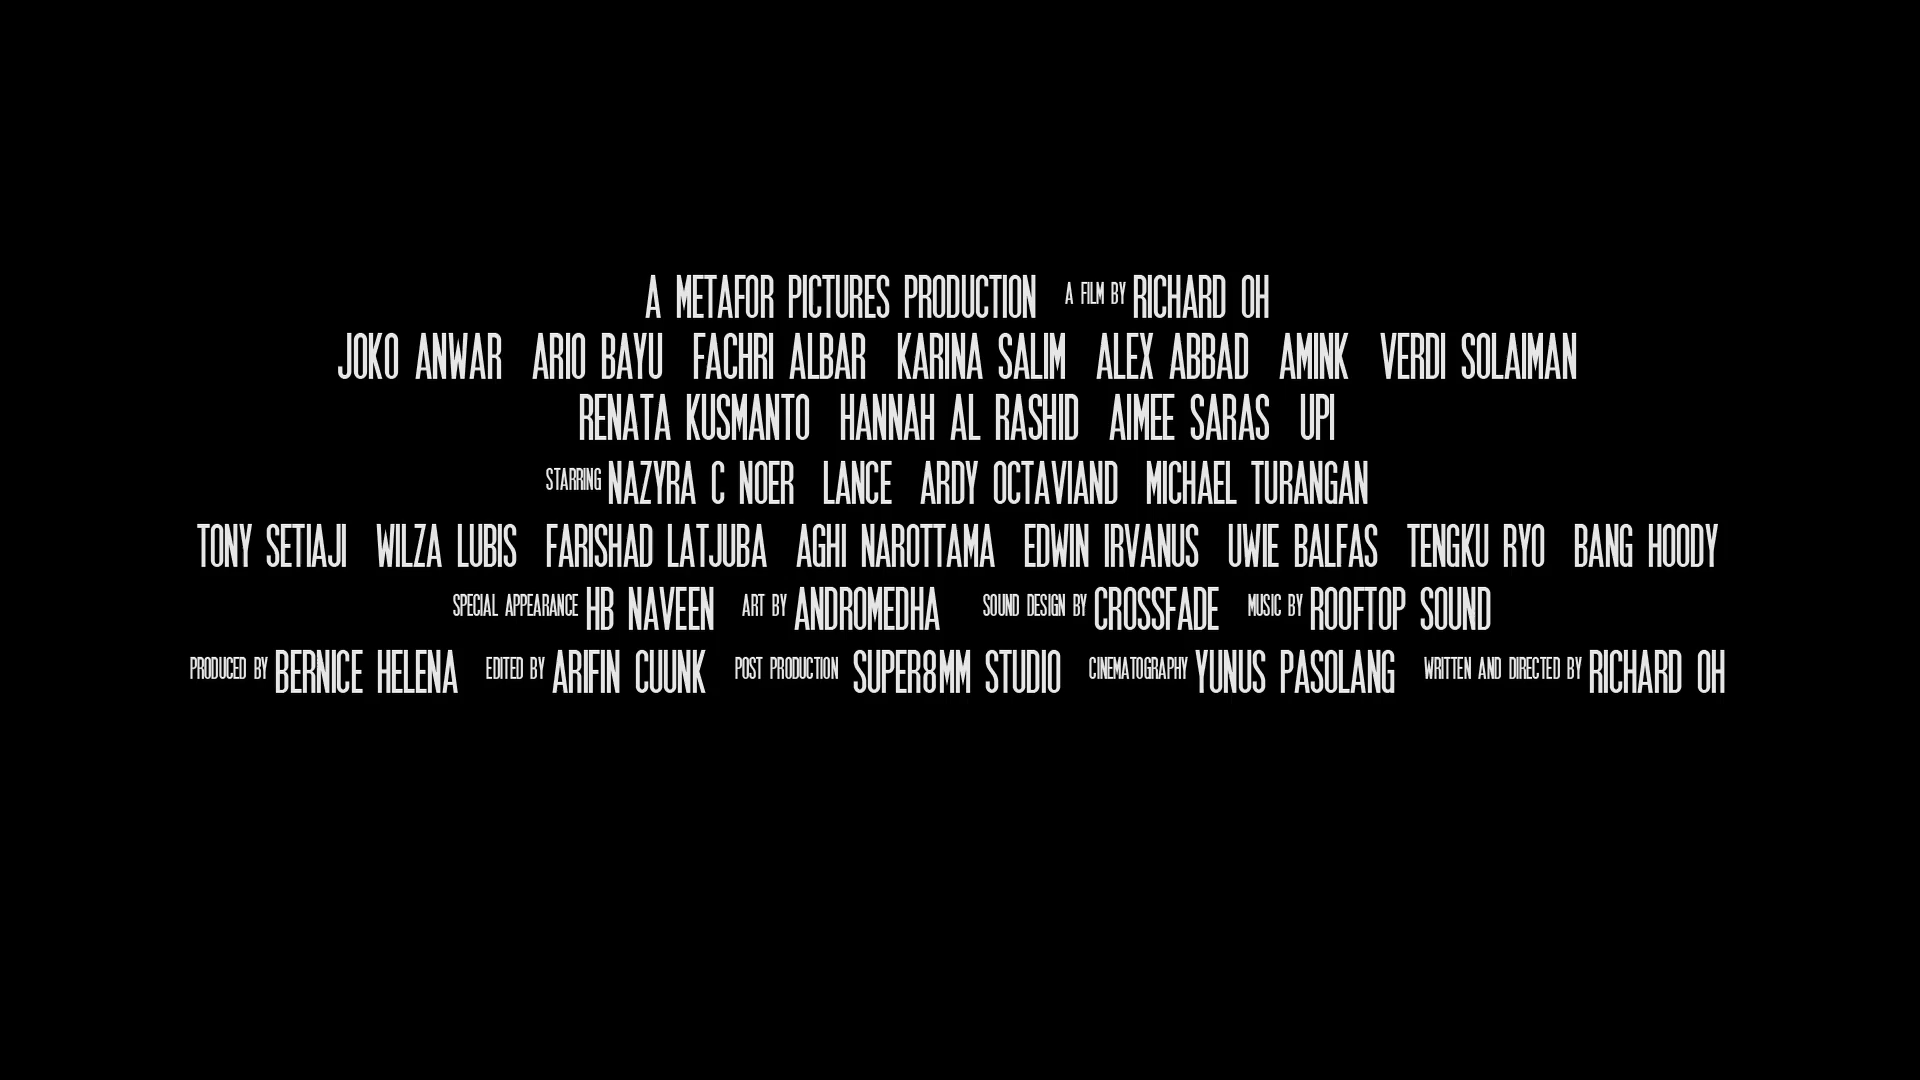 A METAFOR PICTURES PRODUCTION A FILM BY RICHARD OH
JOKO ANWAR ARIO BAYU FACHRI ALBAR KARINA SALIM ALEX ABBAD AMINK VERDI SOLAIMAN
RENATA KUSMANTO HANNAH AL RASHID AIMEE SARAS UPI
STARRING NAZYRA C NOER LANCE ARDY OCTAVIAND MICHAEL TURANGAN
TONY SETIAJI WILZA LUBIS FARISHAD LATJUBA AGHI NAROTTAMA EDWIN IRVANUS UWIE BALFAS TENGKU RYO BANG HOODY
SPECIAL APPEARANCE HB NAVEEN ART BY ANDROMEDHA SOUND DESIGN BY CROSSFADE MUSIC BY ROOFTOP SOUND
PRODUCED BY BERNICE HELENA EDITED BY ARIFIN CUUNK POST PRODUCTION SUPER8MM STUDIO CINEMATOGRAPHY YUNUS PASOLANG WRITTEN AND DIRECTED BY RICHARD OH